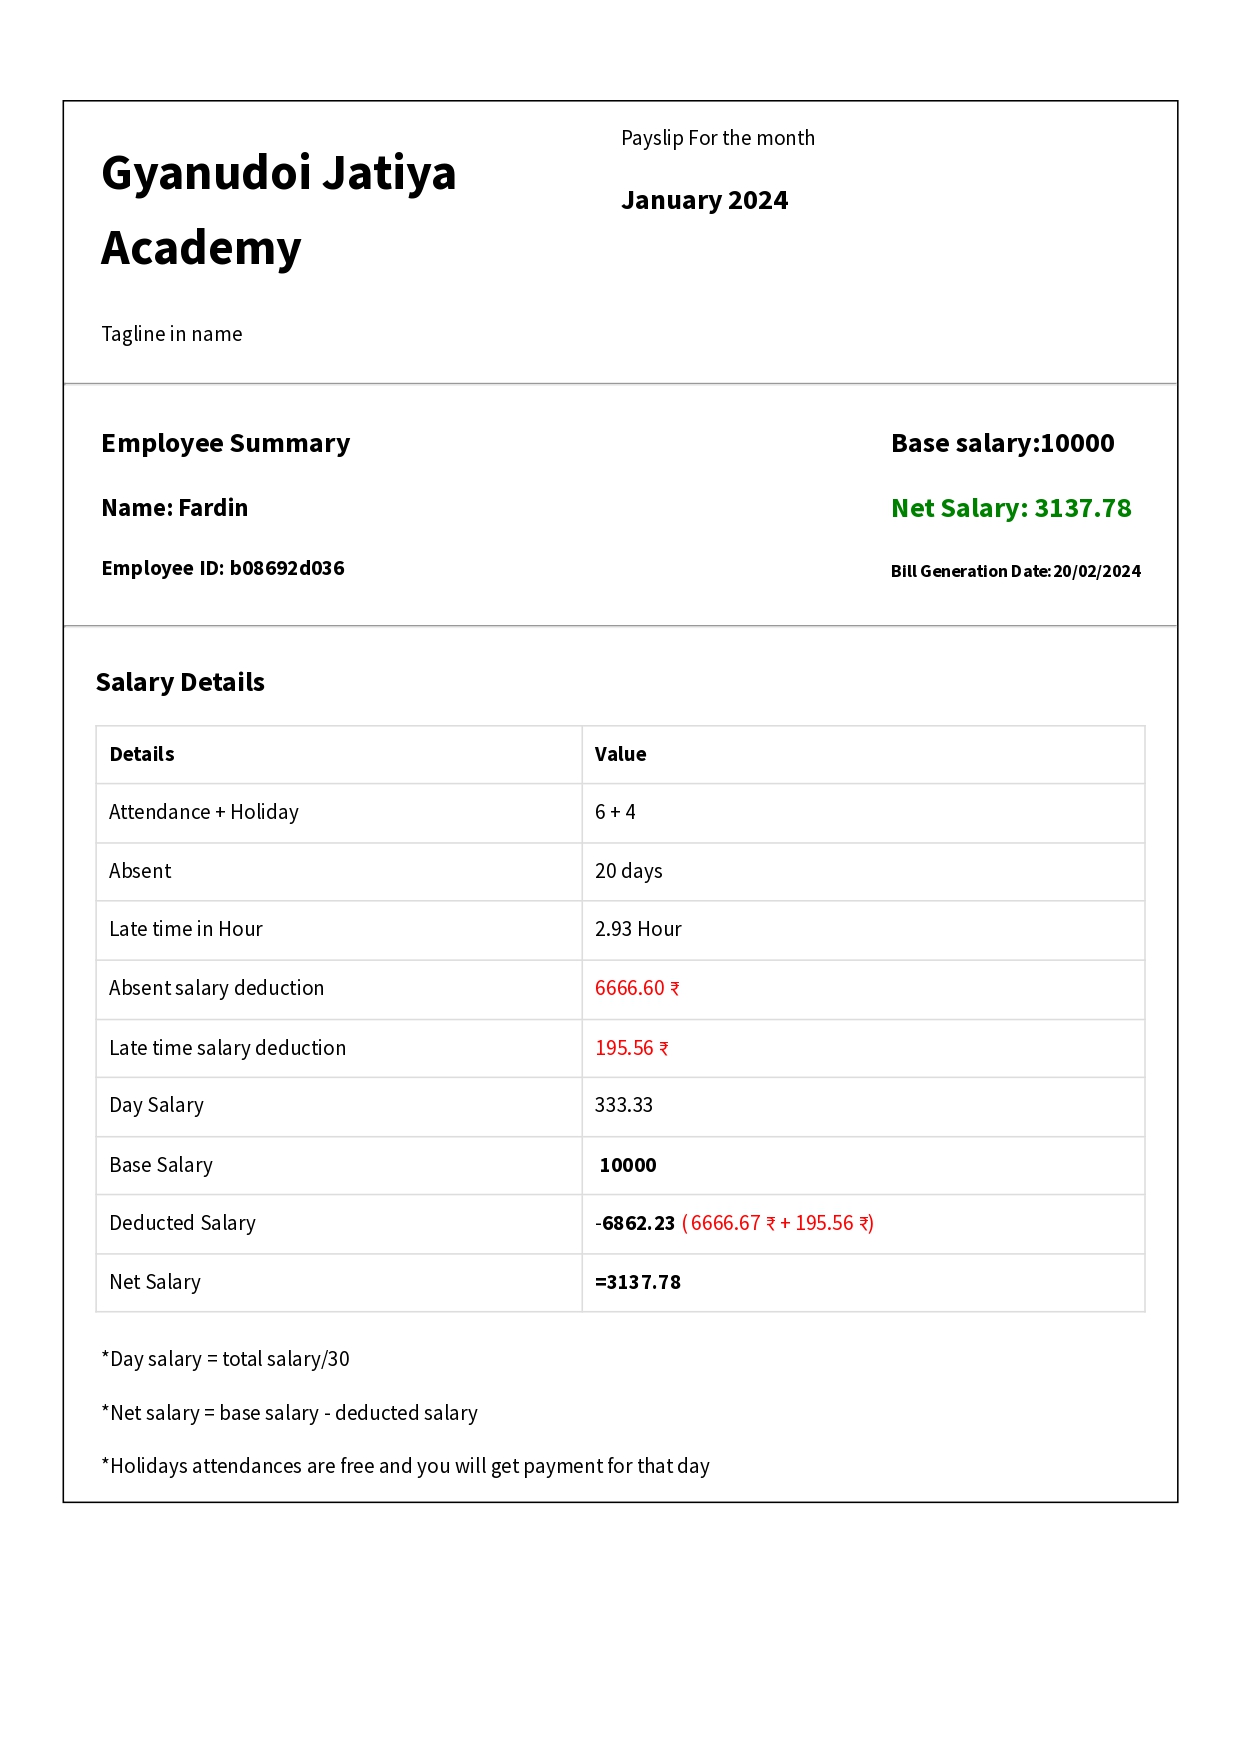 Gyanudoi Jatiya
Academy
Tagline in name
Payslip For the month
January 2024
Employee Summary
Name: Fardin
Employee ID: b08692d036
Base salary:10000
Net Salary: 3137.78
Bill Generation Date:20/02/2024
Salary Details
Details Value
Attendance + Holiday 6 + 4
Absent 20 days
Late time in Hour 2.93 Hour
Absent salary deduction 6666.60 ₹
Late time salary deduction 195.56 ₹
Day Salary 333.33
Base Salary 10000
Deducted Salary -6862.23 ( 6666.67 ₹ + 195.56 ₹)
Net Salary =3137.78
*Day salary = total salary/30
*Net salary = base salary - deducted salary
*Holidays attendances are free and you will get payment for that day